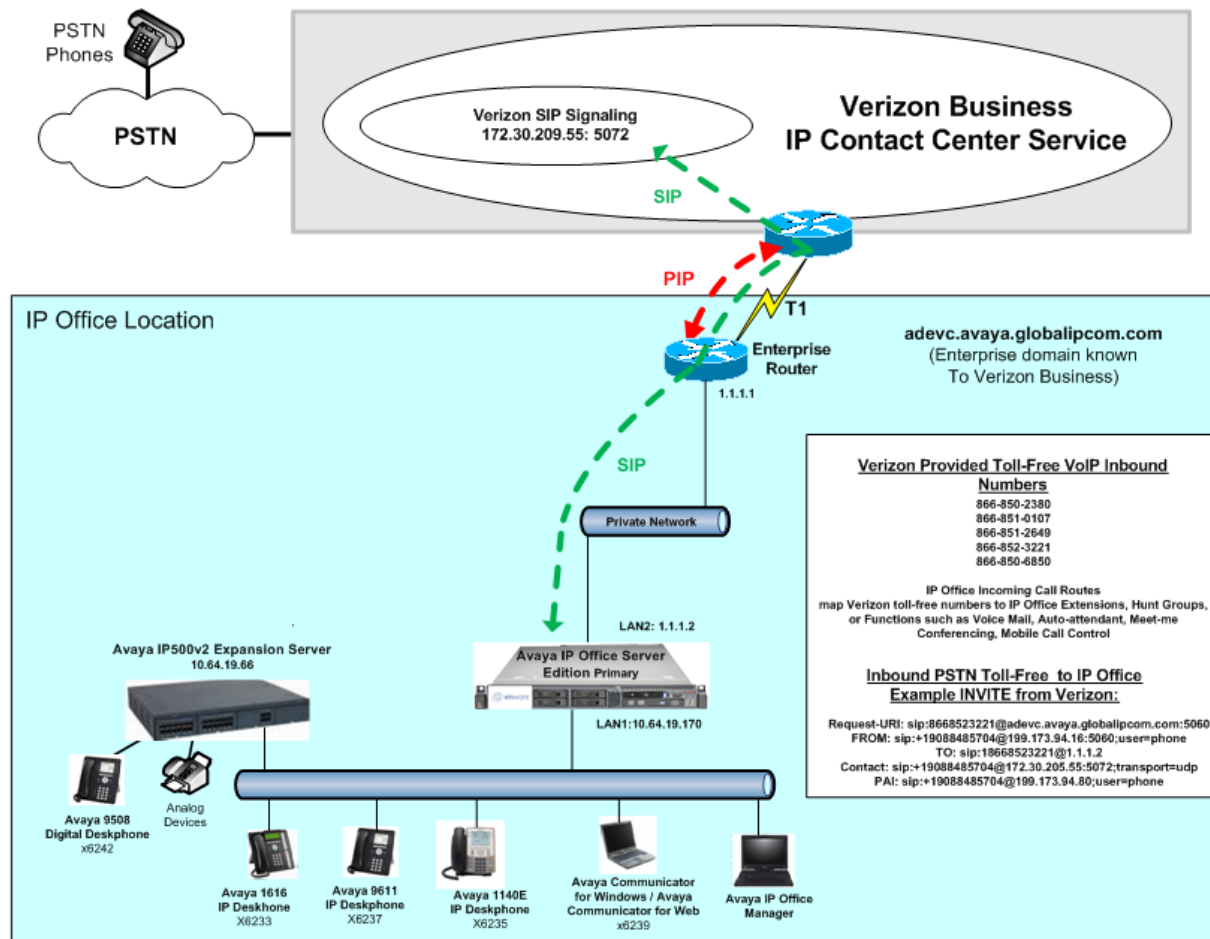 PSTN
Phones
PSTN
Verizon SIP Signaling
172.30.209.55: 5072
Verizon Business
IP Contact Center Service
SIP
PIP
T1
IP Office Location
Enterprise
Router
1.1.1.1
adevc.avaya.globalipcom.com
(Enterprise domain known
To Verizon Business)
SIP
Private Network
Verizon Provided Toll-Free VoIP Inbound
Numbers
866-850-2380
866-851-0107
866-851-2649
866-852-3221
866-850-6850
IP Office Incoming Call Routes
map Verizon toll-free numbers to IP Office Extensions, Hunt Groups,
or Functions such as Voice Mail, Auto-attendant, Meet-me
Conferencing, Mobile Call Control
Inbound PSTN Toll-Free to IP Office
Example INVITE from Verizon:
Request-URI: sip:8668523221@adevc.avaya.globalipcom.com:5060
FROM: sip:+19088485704@199.173.94.16:5060;user=phone
TO: sip:18668523221@1.1.1.2
Contact: sip:+19088485704@172.30.205.55:5072;transport=udp
PAI: sip:+19088485704@199.173.94.80;user=phone
LAN2: 1.1.1.2
Avaya IP Office Server
Edition Primary
vmware
LAN1:10.64.19.170
Avaya IP500v2 Expansion Server
10.64.19.66
Avaya 9508
Digital Deskphone
x6242
Analog
Devices
Avaya 1616
IP Deskhone
X6233
Avaya 9611
IP Deskphone
X6237
Avaya 1140E
IP Deskphone
X6235
Avaya Communicator
for Windows / Avaya
Communicator for Web
x6239
Avaya IP Office
Manager